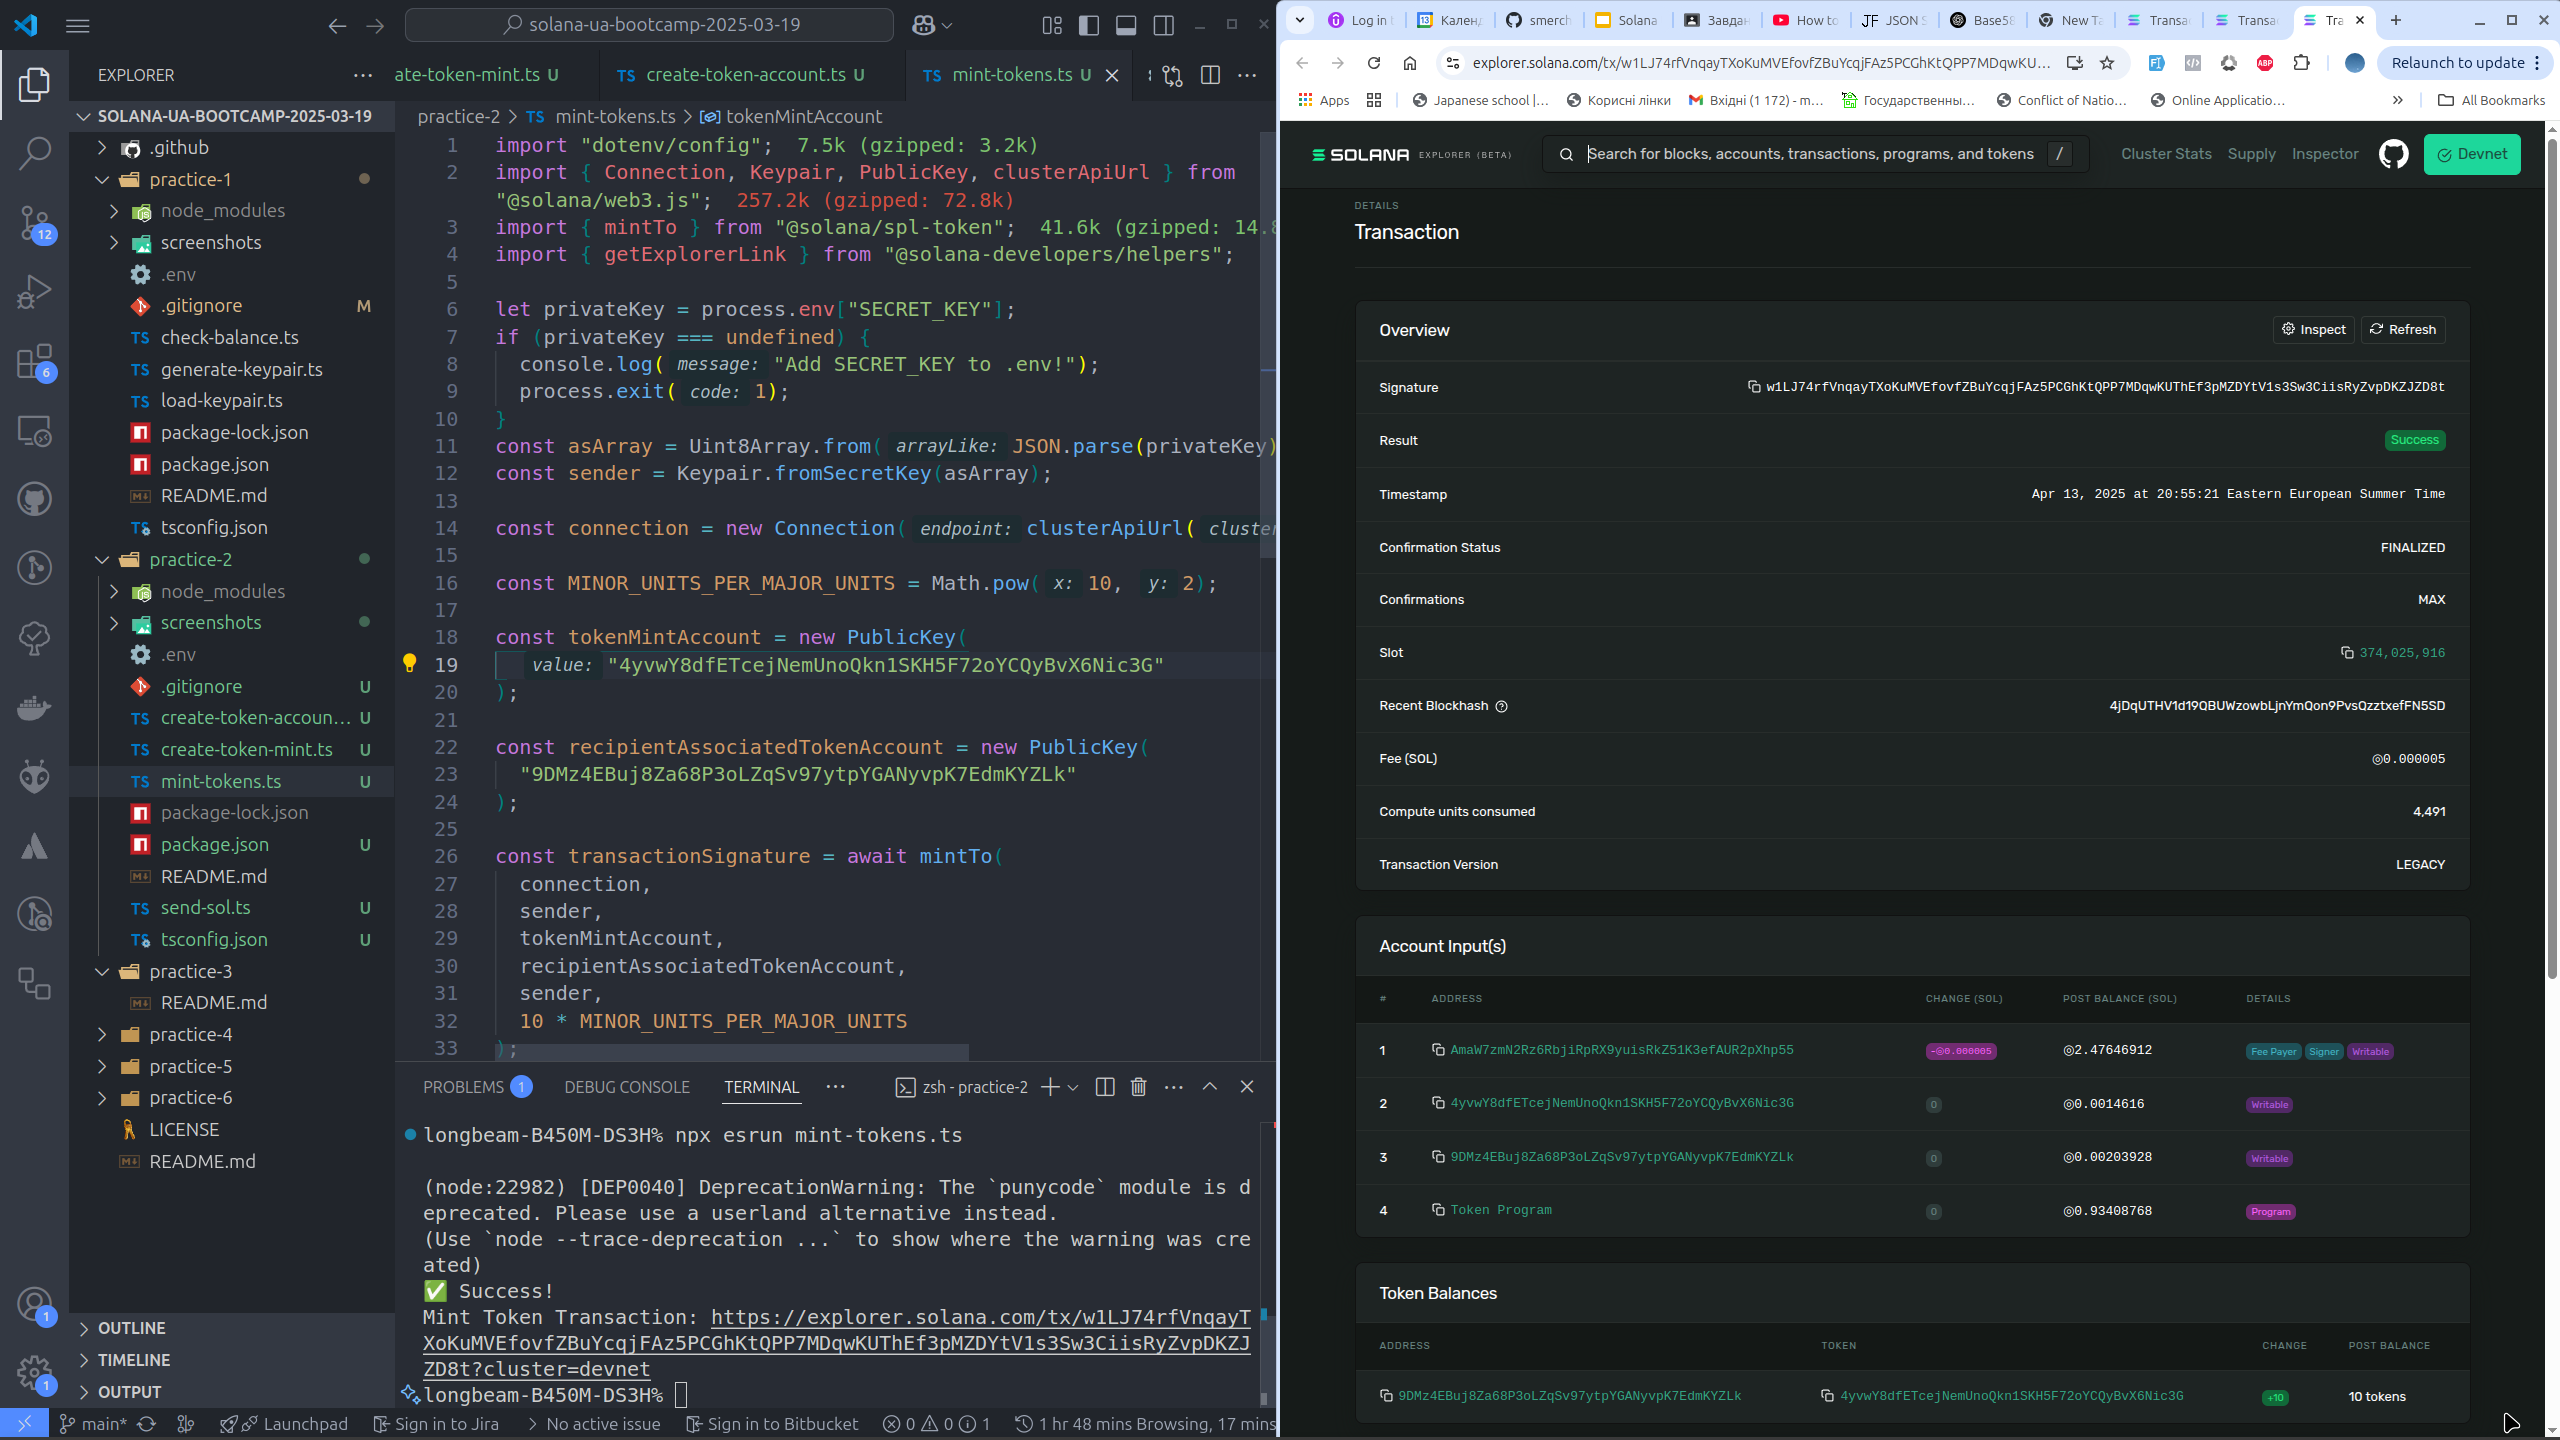 solana-ua-bootcamp-2025-03-19
EXPLORER
SOLANA-UA-BOOTCAMP-2025-03-19
.github
practice-1
node_modules
screenshots
.env
.gitignore M
check-balance.ts
generate-keypair.ts
load-keypair.ts
package-lock.json
package.json
README.md
tsconfig.json
practice-2
node_modules
screenshots
.env
.gitignore U
create-token-accoun... U
create-token-mint.ts U
mint-tokens.ts U
package-lock.json
package.json U
README.md
send-sol.ts U
tsconfig.json U
practice-3
README.md
practice-4
practice-5
practice-6
LICENSE
README.md
OUTLINE
TIMELINE
OUTPUT
12
6
1
1
ate-token-mint.ts U
TS create-token-account.ts U
TS mint-tokens.ts U
practice-2 > TS mint-tokens.ts > tokenMintAccount
1 import "dotenv/config"; 7.5k (gzipped: 3.2k)
2 import { Connection, Keypair, PublicKey, clusterApiUrl } from
"@solana/web3.js"; 257.2k (gzipped: 72.8k)
3 import { mintTo } from "@solana/spl-token"; 41.6k (gzipped: 14.8
4 import { getExplorerLink } from "@solana-developers/helpers";
5
6 let privateKey = process.env["SECRET_KEY"];
7 if (privateKey === undefined) {
8 console.log( message: "Add SECRET_KEY to .env!");
9 process.exit( code: 1);
10 }
11 const asArray = Uint8Array.from( arrayLike: JSON.parse(privateKey)
12 const sender = Keypair.fromSecretKey(asArray);
13
14 const connection = new Connection( endpoint: clusterApiUrl( cluster
15
16 const MINOR_UNITS_PER_MAJOR_UNITS = Math.pow( x: 10, y: 2);
17
18 const tokenMintAccount = new PublicKey(
19 value: "4yvwY8dfETcejNemUnoQkn1SKH5F72oYCQyBvX6Nic3G"
20 );
21
22 const recipientAssociatedTokenAccount = new PublicKey(
23 "9DMz4EBuj8Za68P3oLZqSv97ytpYGANyvpK7EdmKYZLk"
24 );
25
26 const transactionSignature = await mintTo(
27 connection,
28 sender,
29 tokenMintAccount,
30 recipientAssociatedTokenAccount,
31 sender,
32 10 * MINOR_UNITS_PER_MAJOR_UNITS
33 );
PROBLEMS 1 DEBUG CONSOLE TERMINAL zsh - practice-2
longbeam-B450M-DS3H% npx esrun mint-tokens.ts
(node:22982) [DEP0040] DeprecationWarning: The `punycode` module is d
eprecated. Please use a userland alternative instead.
(Use `node --trace-deprecation ...` to show where the warning was cre
ated)
✅ Success!
Mint Token Transaction: https://explorer.solana.com/tx/w1LJ74rfVnqayT
XoKuMVEfovfZBuYcqjFAz5PCGhKtQPP7MDqwKUThEf3pMZDYtV1s3Sw3CiisRyZvpDKZJ
ZD8t?cluster=devnet
longbeam-B450M-DS3H%
main* Launchpad Sign in to Jira No active issue Sign in to Bitbucket 0 0 1 1 hr 48 mins Browsing, 17 mins
Log in Календ smerch Solana Завдан How to JSON S Base58 New Ta Transa Transa Tra
explorer.solana.com/tx/w1LJ74rfVnqayTXoKuMVEfovfZBuYcqjFAz5PCGhKtQPP7MDqwKU...
Relaunch to update
Apps Japanese school |... Корисні лінки Вхідні (1 172) - m... Государственны... Conflict of Natio... Online Applicatio... All Bookmarks
SOLANA EXPLORER (BETA) Search for blocks, accounts, transactions, programs, and tokens / Cluster Stats Supply Inspector Devnet
DETAILS
Transaction
Overview Inspect Refresh
Signature w1LJ74rfVnqayTXoKuMVEfovfZBuYcqjFAz5PCGhKtQPP7MDqwKUThEf3pMZDYtV1s3Sw3CiisRyZvpDKZJZD8t
Result Success
Timestamp Apr 13, 2025 at 20:55:21 Eastern European Summer Time
Confirmation Status FINALIZED
Confirmations MAX
Slot 374,025,916
Recent Blockhash 4jDqUTHV1d19QBUWzowbLjnYmQon9PvsQzztxefFN5SD
Fee (SOL) ◎0.000005
Compute units consumed 4,491
Transaction Version LEGACY
Account Input(s)
# ADDRESS CHANGE (SOL) POST BALANCE (SOL) DETAILS
1 AmaW7zmN2Rz6RbjiRpRX9yuisRkZ51K3efAUR2pXhp55 -◎0.000005 ◎2.47646912 Fee Payer Signer Writable
2 4yvwY8dfETcejNemUnoQkn1SKH5F72oYCQyBvX6Nic3G 0 ◎0.0014616 Writable
3 9DMz4EBuj8Za68P3oLZqSv97ytpYGANyvpK7EdmKYZLk 0 ◎0.00203928 Writable
4 Token Program 0 ◎0.93408768 Program
Token Balances
ADDRESS TOKEN CHANGE POST BALANCE
9DMz4EBuj8Za68P3oLZqSv97ytpYGANyvpK7EdmKYZLk 4yvwY8dfETcejNemUnoQkn1SKH5F72oYCQyBvX6Nic3G +10 10 tokens